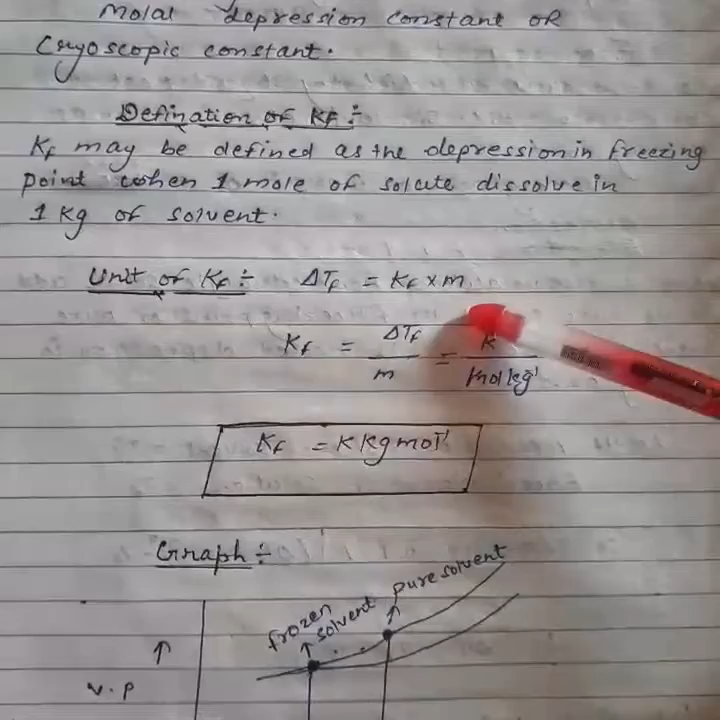 Molal depression constant OR
Cryoscopic constant.
Defination of Kf ÷
Kf may be defined as the depression in freezing
point when 1 mole of solute dissolve in
1 Kg of solvent.
Unit of Kf ÷ ΔTf = Kf × m
Kf = ΔTf / m = K / mol kg⁻¹
Kf = K Kg mol⁻¹
Graph ÷
pure solvent
frozen
solvent
↑
V.P